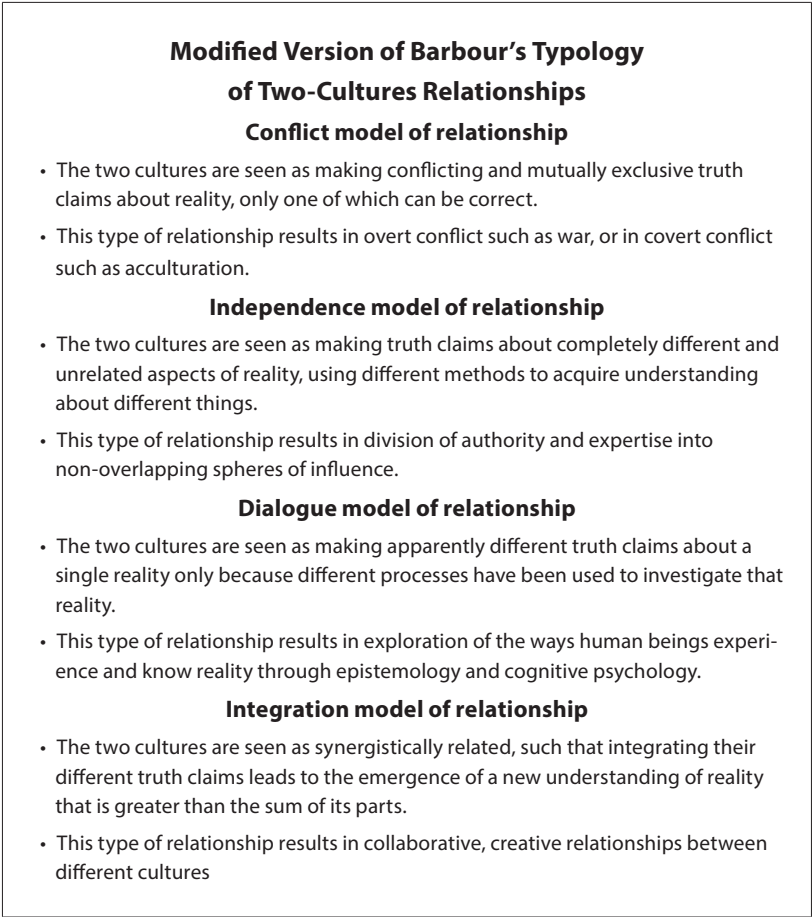 Modified Version of Barbour’s Typology
of Two-Cultures Relationships
Conflict model of relationship
• The two cultures are seen as making conflicting and mutually exclusive truth
claims about reality, only one of which can be correct.
• This type of relationship results in overt conflict such as war, or in covert conflict
such as acculturation.
Independence model of relationship
• The two cultures are seen as making truth claims about completely different and
unrelated aspects of reality, using different methods to acquire understanding
about different things.
• This type of relationship results in division of authority and expertise into
non-overlapping spheres of influence.
Dialogue model of relationship
• The two cultures are seen as making apparently different truth claims about a
single reality only because different processes have been used to investigate that
reality.
• This type of relationship results in exploration of the ways human beings experi-
ence and know reality through epistemology and cognitive psychology.
Integration model of relationship
• The two cultures are seen as synergistically related, such that integrating their
different truth claims leads to the emergence of a new understanding of reality
that is greater than the sum of its parts.
• This type of relationship results in collaborative, creative relationships between
different cultures